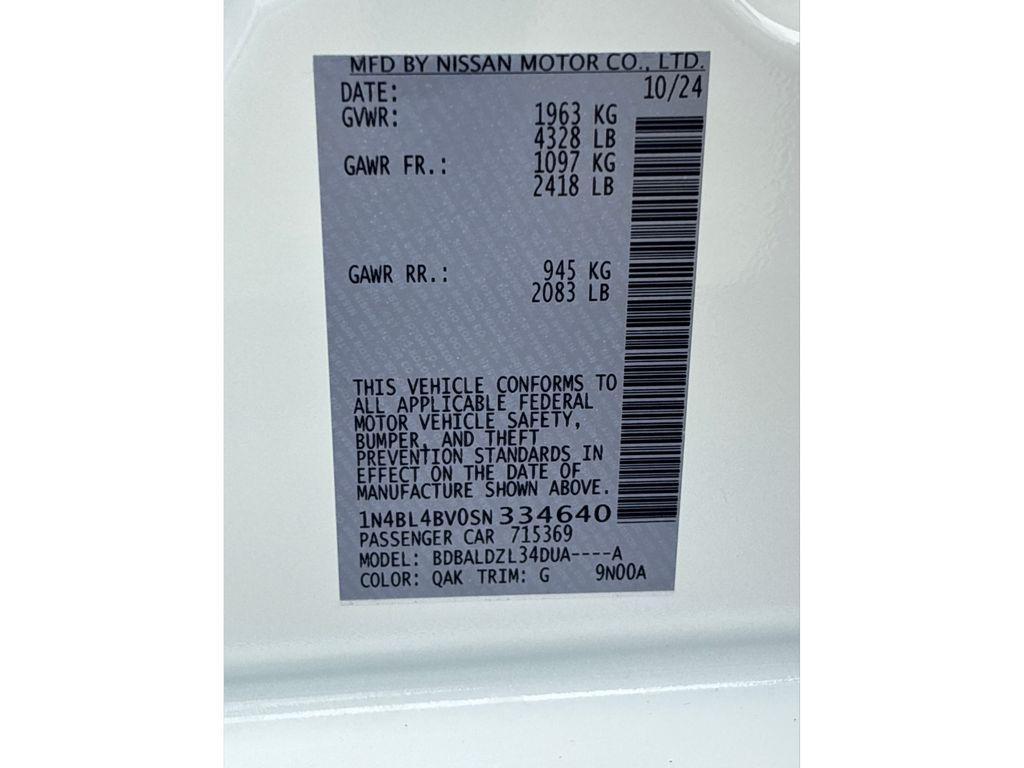 MFD BY NISSAN MOTOR CO., LTD.
DATE: 10/24
GVWR: 1963 KG
4328 LB
GAWR FR.: 1097 KG
2418 LB
GAWR RR.: 945 KG
2083 LB
THIS VEHICLE CONFORMS TO
ALL APPLICABLE FEDERAL
MOTOR VEHICLE SAFETY,
BUMPER, AND THEFT
PREVENTION STANDARDS IN
EFFECT ON THE DATE OF
MANUFACTURE SHOWN ABOVE.
1N4BL4BV0SN 334640
PASSENGER CAR 715369
MODEL: BDBALDZL34DUA----A
COLOR: QAK TRIM: G 9N00A